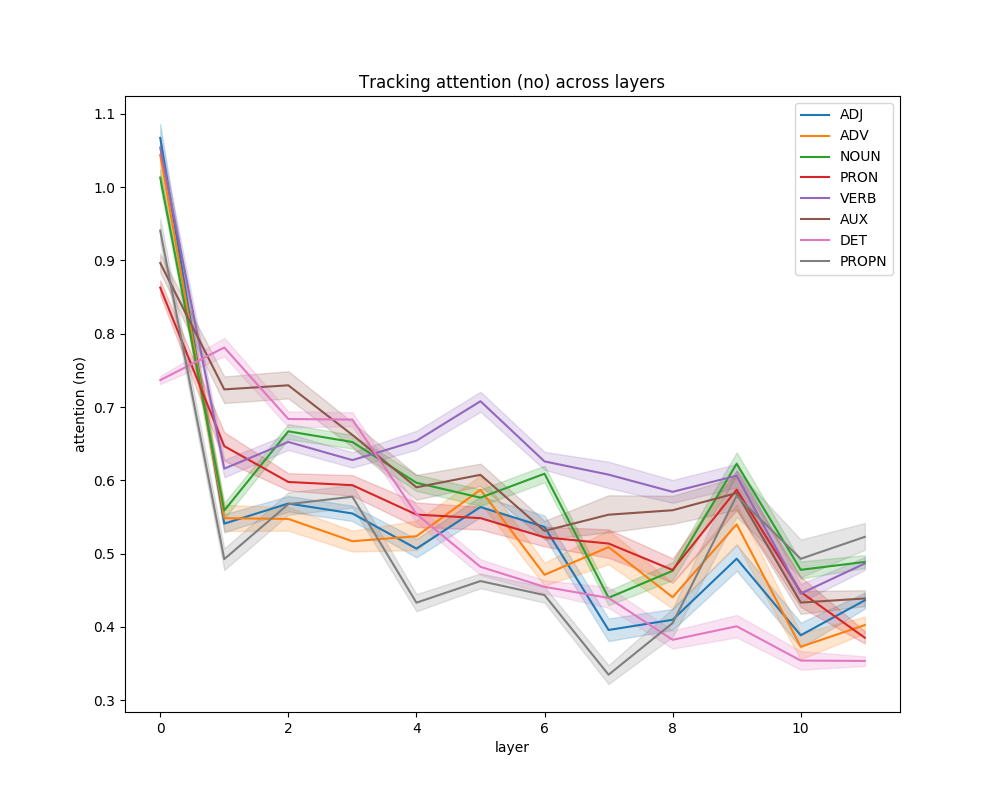 Tracking attention (no) across layers
1.1
1.0
0.9
0.8
0.7
0.6
0.5
0.4
0.3
attention (no)
0 2 4 6 8 10
layer
ADJ
ADV
NOUN
PRON
VERB
AUX
DET
PROPN